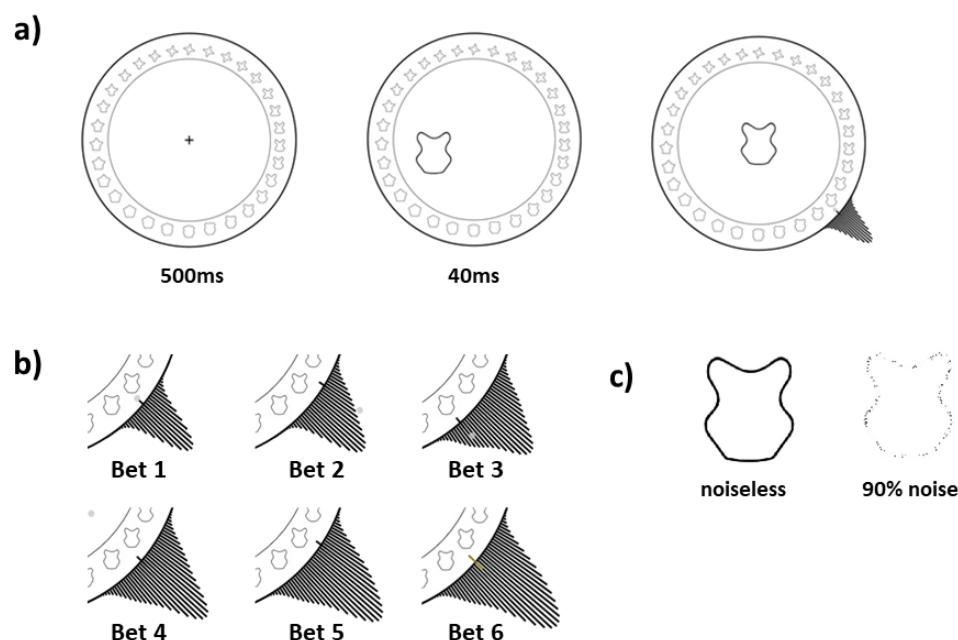 a)
500ms
40ms
b)
c)
Bet 1
Bet 2
Bet 3
noiseless
90% noise
Bet 4
Bet 5
Bet 6